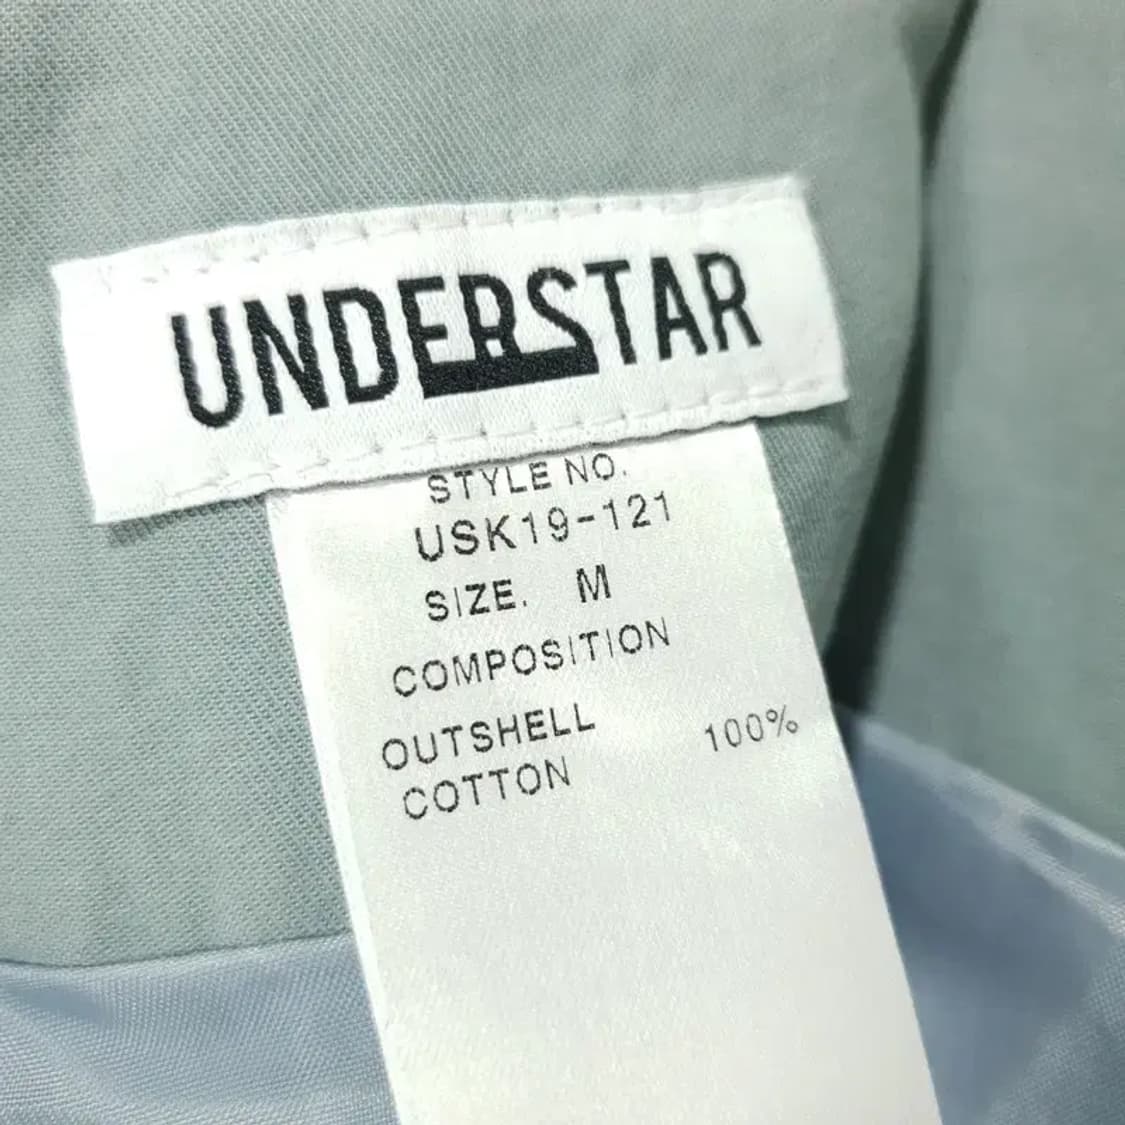 UNDERSTAR
STYLE NO.
USK19-121
SIZE. M
COMPOSITION
OUTSHELL
COTTON 100%